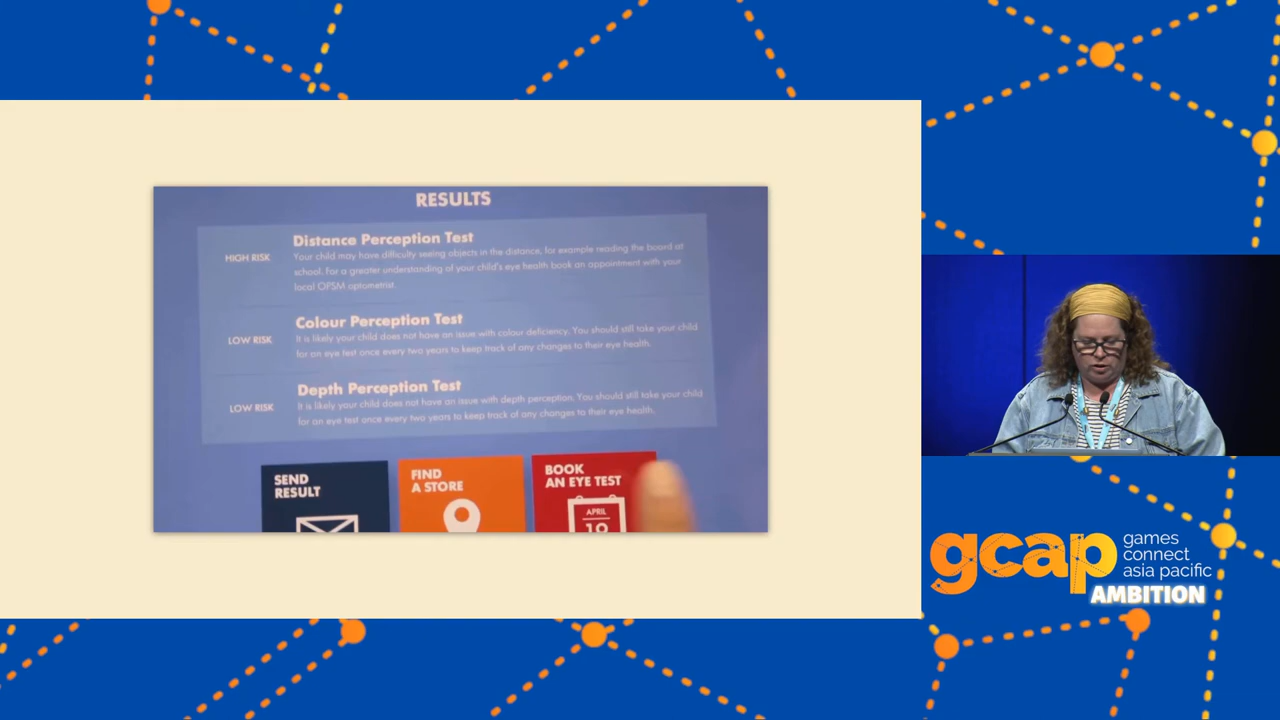 RESULTS
HIGH RISK
Distance Perception Test
Your child may have difficulty seeing objects in the distance, for example reading the board at
school. For a greater understanding of your child's eye health book an appointment with your
local OPSM optometrist.
LOW RISK
Colour Perception Test
It is likely your child does not have an issue with colour deficiency. You should still take your child
for an eye test once every two years to keep track of any changes to their eye health.
LOW RISK
Depth Perception Test
It is likely your child does not have an issue with depth perception. You should still take your child
for an eye test once every two years to keep track of any changes to their eye health.
SEND
RESULT
FIND
A STORE
BOOK
AN EYE TEST
APRIL
19
gcap
games
connect
asia pacific
AMBITION